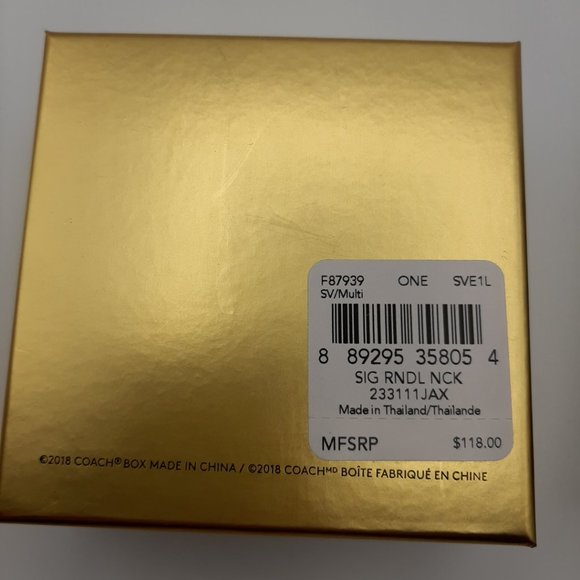 F87939 ONE SVE1L
SV/Multi
8 89295 35805 4
SIG RNDL NCK
233111JAX
Made in Thailand/Thailande
MFSRP $118.00
©2018 COACH® BOX MADE IN CHINA / ©2018 COACHᴹᴰ BOÎTE FABRIQUÉ EN CHINE